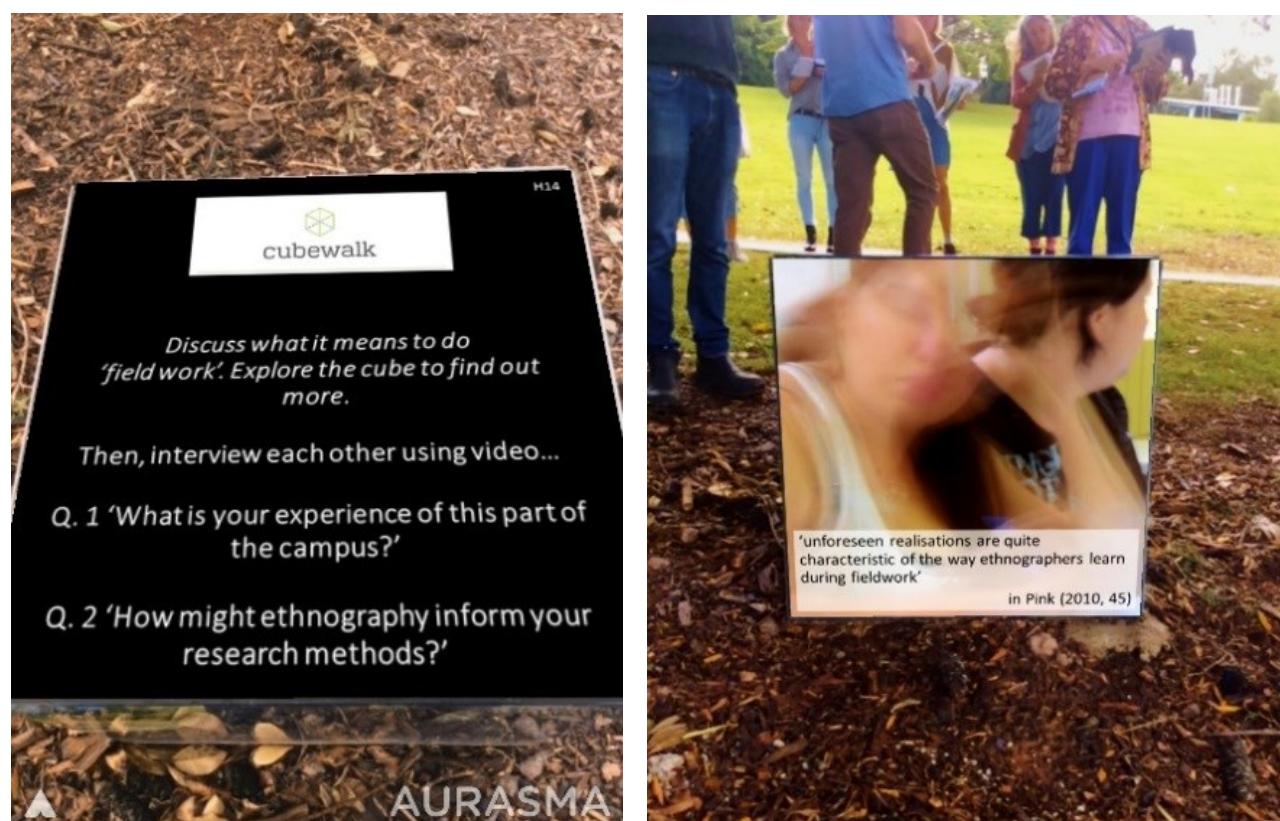 H14
cubewalk
Discuss what it means to do
‘field work’. Explore the cube to find out
more.
Then, interview each other using video...
Q. 1 ‘What is your experience of this part of
the campus?’
Q. 2 ‘How might ethnography inform your
research methods?’
AURASMA
‘unforeseen realisations are quite
characteristic of the way ethnographers learn
during fieldwork’
in Pink (2010, 45)